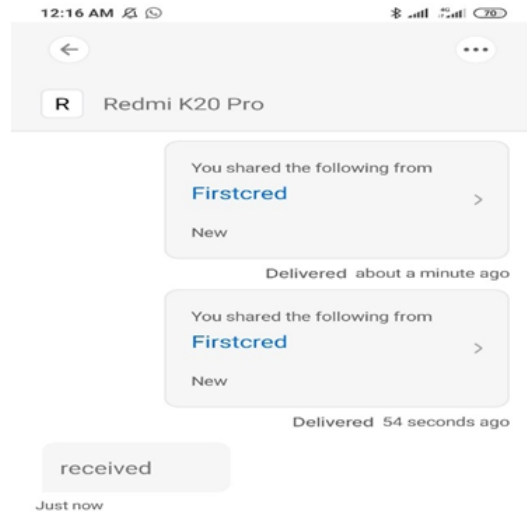 12:16 AM 70
R Redmi K20 Pro
You shared the following from
Firstcred
New
Delivered about a minute ago
You shared the following from
Firstcred
New
Delivered 54 seconds ago
received
Just now